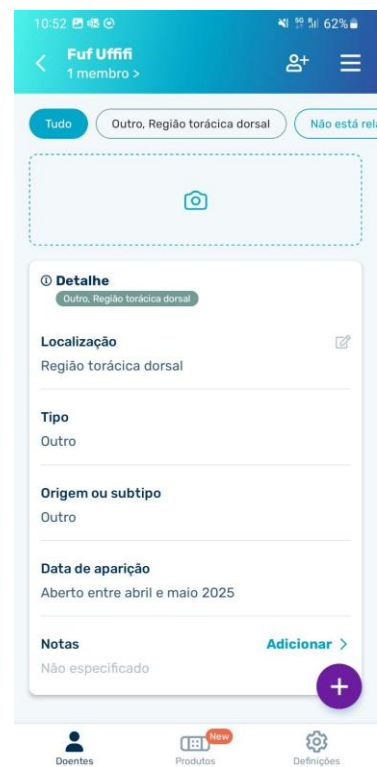 10:52
62%
Fuf Uffifi
1 membro >
Tudo
Outro, Região torácica dorsal
Não está rel
Detalhe
Outro, Região torácica dorsal
Localização
Região torácica dorsal
Tipo
Outro
Origem ou subtipo
Outro
Data de aparição
Aberto entre abril e maio 2025
Notas
Adicionar >
Não especificado
+
New
Doentes
Produtos
Definições